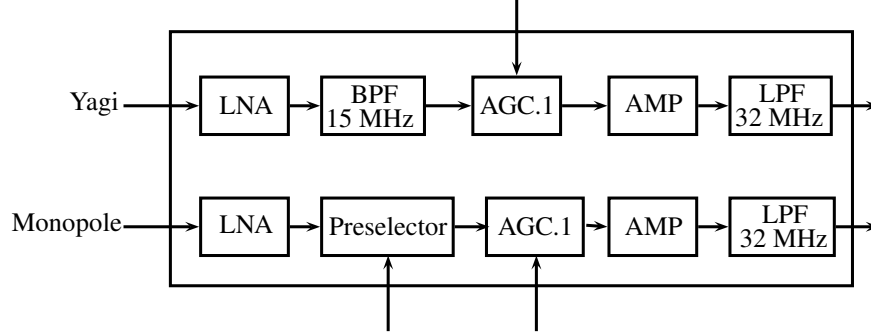 Yagi
LNA
BPF
15 MHz
AGC.1
AMP
LPF
32 MHz
Monopole
LNA
Preselector
AGC.1
AMP
LPF
32 MHz